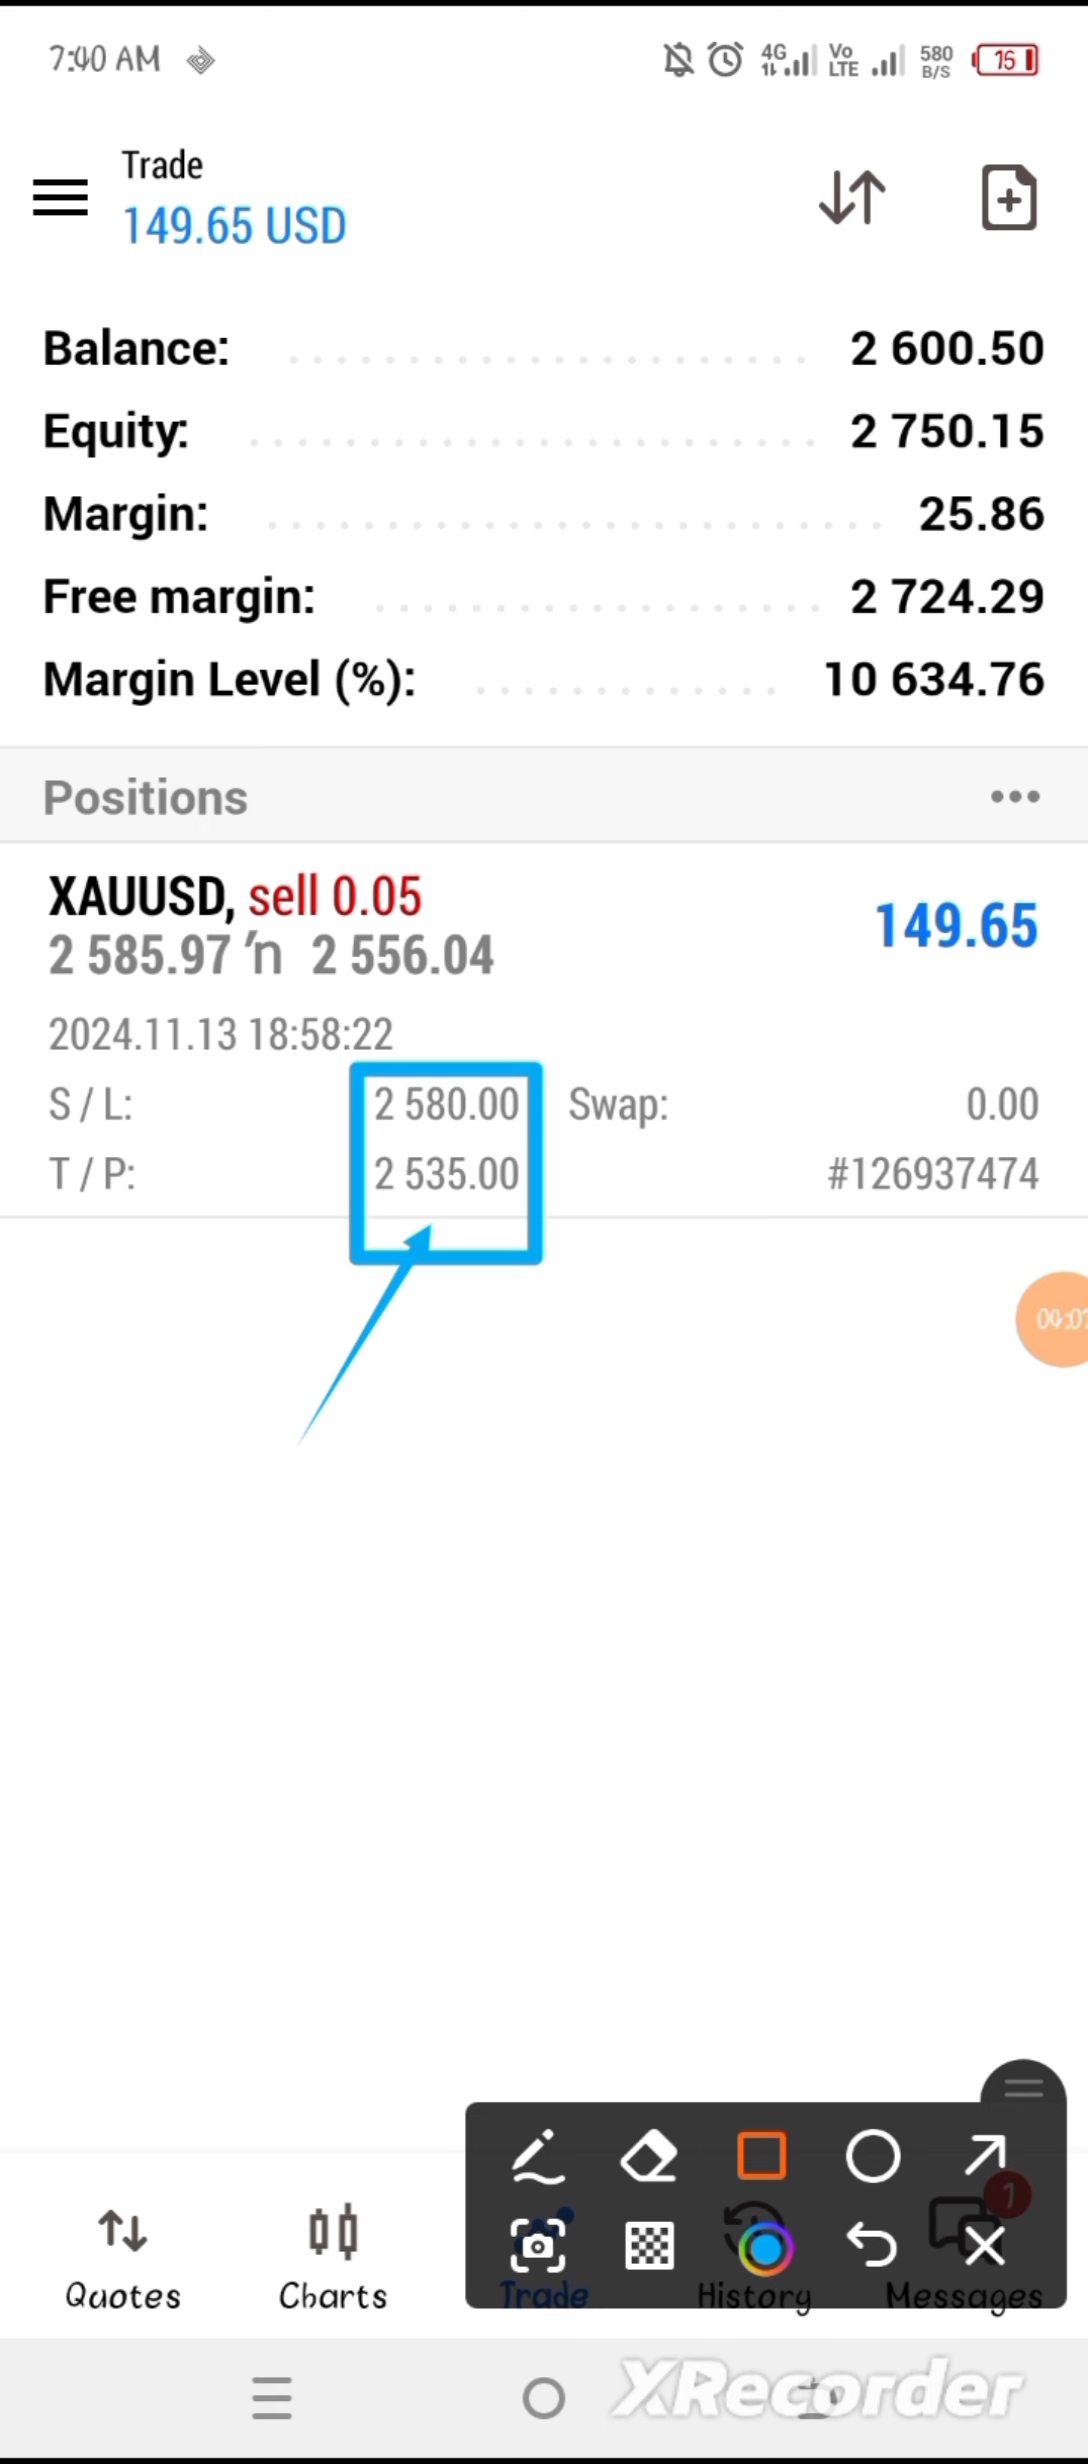 7:40 AM 4G Vo LTE 580 B/S 16
Trade
149.65 USD
Balance: 2 600.50
Equity: 2 750.15
Margin: 25.86
Free margin: 2 724.29
Margin Level (%): 10 634.76
Positions
XAUUSD, sell 0.05
149.65
2 585.97 ’n 2 556.04
2024.11.13 18:58:22
S / L: 2 580.00 Swap: 0.00
T / P: 2 535.00 #126937474
1
Quotes Charts Trade History Messages
XRecorder